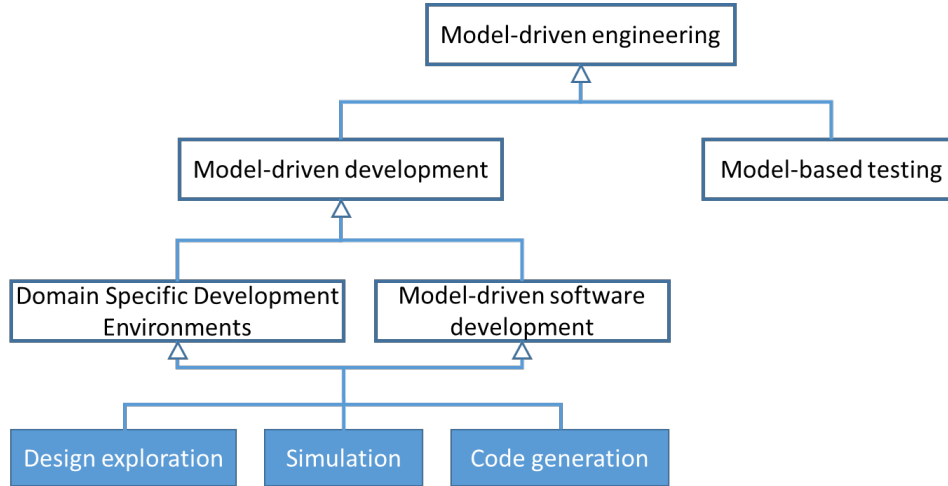 Model-driven engineering
Model-driven development
Model-based testing
Domain Specific Development
Environments
Model-driven software
development
Design exploration
Simulation
Code generation